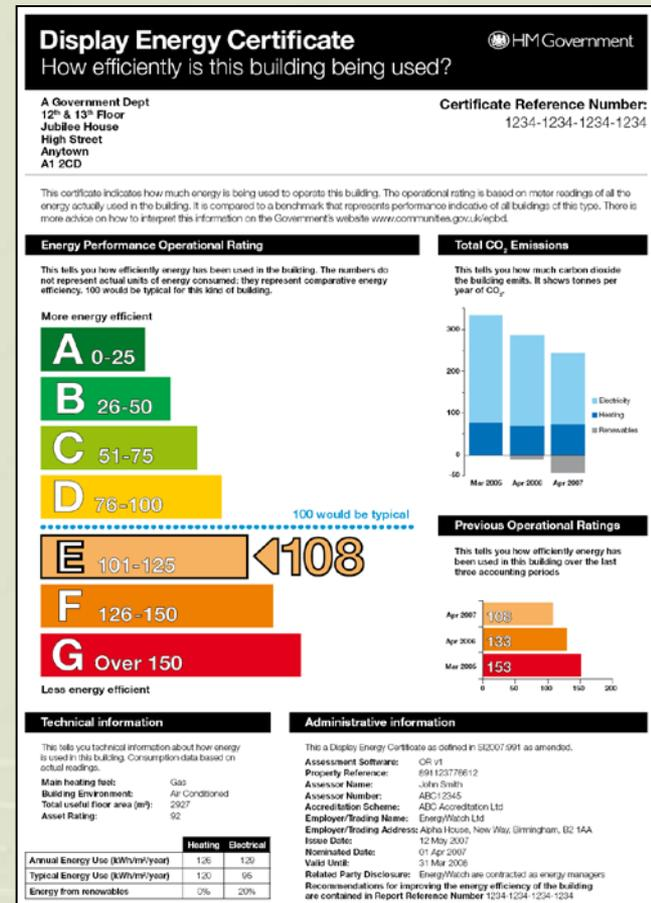 Display Energy Certificate
How efficiently is this building being used?
HM Government
A Government Dept
12th & 13th Floor
Jubilee House
High Street
Anytown
A1 2CD
Certificate Reference Number:
1234-1234-1234-1234
This certificate indicates how much energy is being used to operate this building. The operational rating is based on meter readings of all the
energy actually used in the building. It is compared to a benchmark that represents performance indicative of all buildings of this type. There is
more advice on how to interpret this information on the Government's website www.communities.gov.uk/epbd.
Energy Performance Operational Rating
This tells you how efficiently energy has been used in the building. The numbers do
not represent actual units of energy consumed; they represent comparative energy
efficiency. 100 would be typical for this kind of building.
More energy efficient
A 0-25
B 26-50
C 51-75
D 76-100
100 would be typical
E 101-125
108
F 126-150
G Over 150
Less energy efficient
Total CO2 Emissions
This tells you how much carbon dioxide
the building emits. It shows tonnes per
year of CO2.
300
200
100
0
-50
Mar 2005 Apr 2006 Apr 2007
Electricity
Heating
Renewables
Previous Operational Ratings
This tells you how efficiently energy has
been used in this building over the last
three accounting periods
Apr 2007 108
Apr 2006 133
Mar 2005 153
0 50 100 150 200
Technical information
This tells you technical information about how energy
is used in this building. Consumption data based on
actual readings.
Main heating fuel: Gas
Building Environment: Air Conditioned
Total useful floor area (m²): 2927
Asset Rating: 92
Heating Electrical
Annual Energy Use (kWh/m²/year) 126 129
Typical Energy Use (kWh/m²/year) 120 95
Energy from renewables 0% 20%
Administrative information
This a Display Energy Certificate as defined in SI2007:991 as amended.
Assessment Software: OR v1
Property Reference: 891123776612
Assessor Name: John Smith
Assessor Number: ABC12345
Accreditation Scheme: ABC Accreditation Ltd
Employer/Trading Name: EnergyWatch Ltd
Employer/Trading Address: Alpha House, New Way, Birmingham, B2 1AA
Issue Date: 12 May 2007
Nominated Date: 01 Apr 2007
Valid Until: 31 Mar 2008
Related Party Disclosure: EnergyWatch are contracted as energy managers
Recommendations for improving the energy efficiency of the building
are contained in Report Reference Number 1234-1234-1234-1234